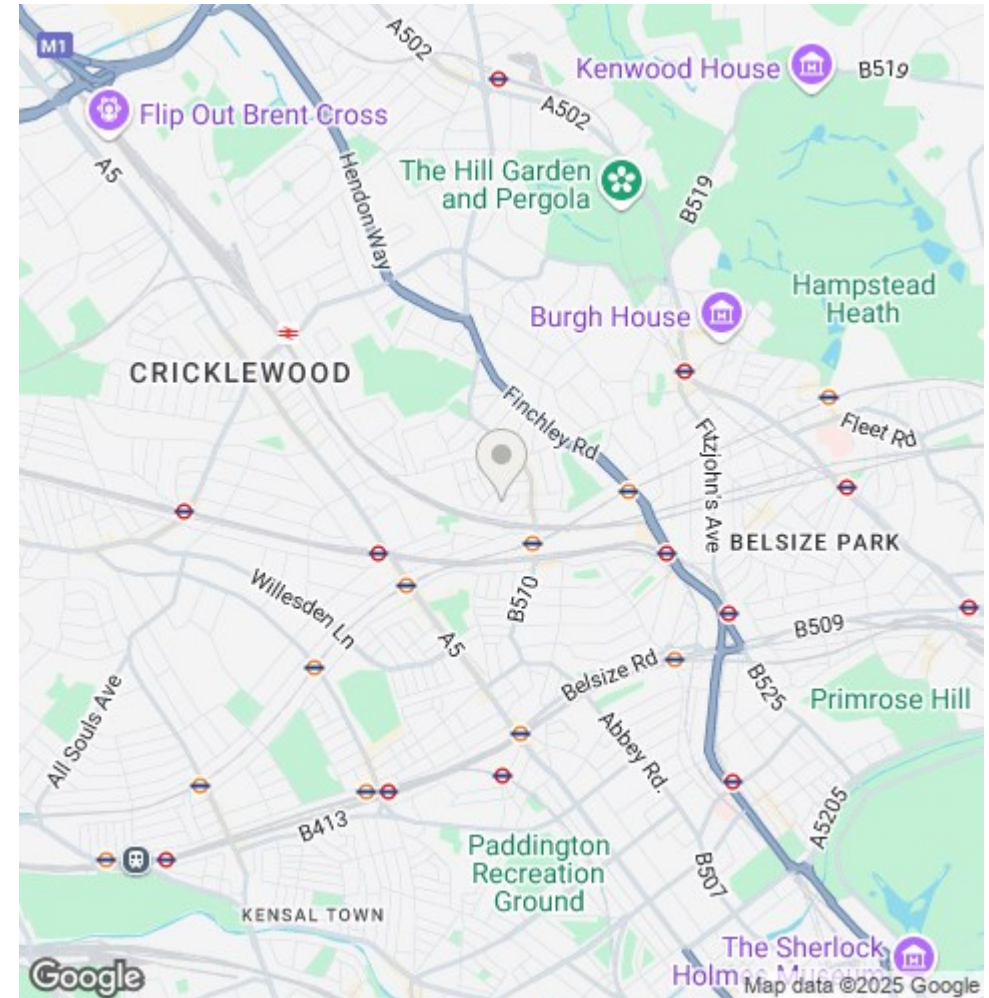 A502
M1
Kenwood House
B519
Flip Out Brent Cross
A502
A5
Hendon Way
The Hill Garden
and Pergola
B519
Hampstead
Heath
Burgh House
CRICKLEWOOD
Finchley Rd
Fitzjohn's Ave
Fleet Rd
BELSIZE PARK
Willesden Ln
B510
B509
A5
Belsize Rd
B525
Primrose Hill
All Souls Ave
Abbey Rd.
B413
A5205
Paddington
Recreation
Ground
B507
KENSAL TOWN
The Sherlock
Holmes Museum
Google
Map data ©2025 Google